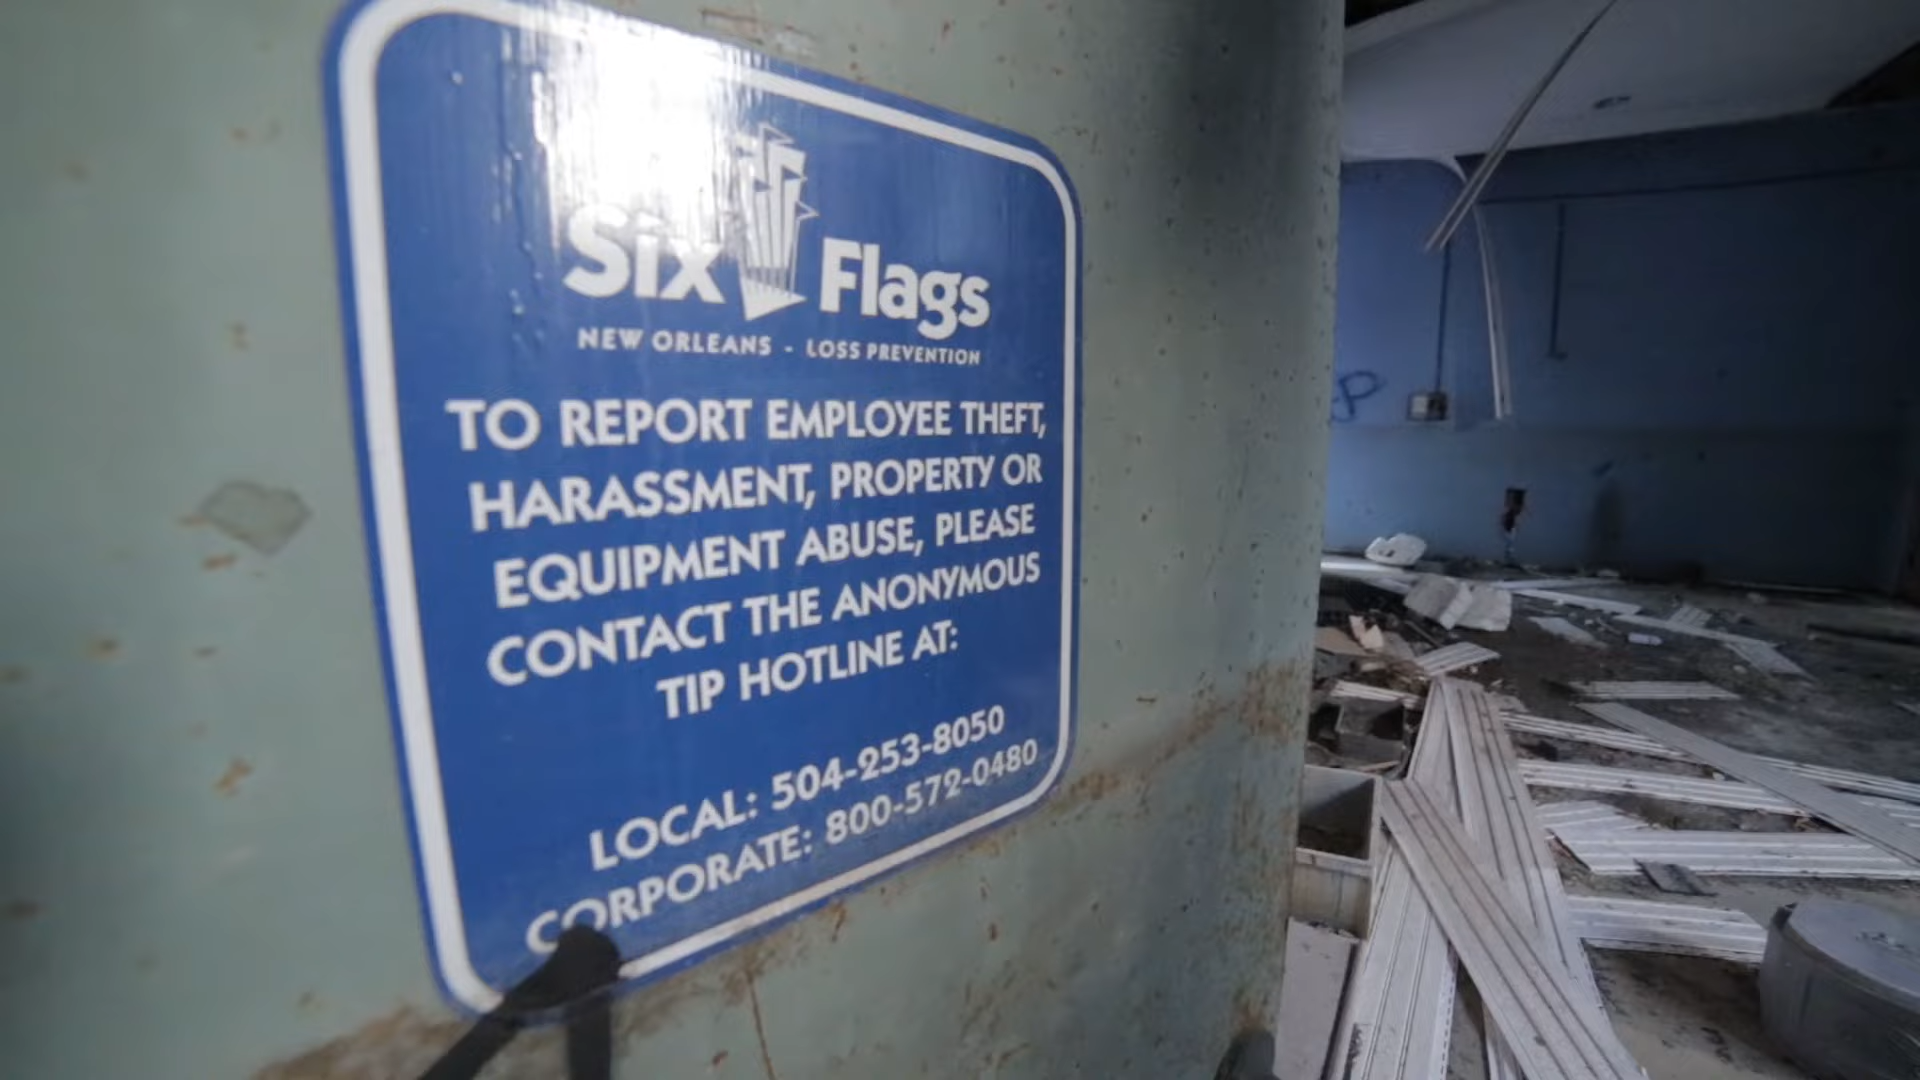 Six Flags
NEW ORLEANS - LOSS PREVENTION
TO REPORT EMPLOYEE THEFT,
HARASSMENT, PROPERTY OR
EQUIPMENT ABUSE, PLEASE
CONTACT THE ANONYMOUS
TIP HOTLINE AT:
LOCAL: 504-253-8050
CORPORATE: 800-572-0480